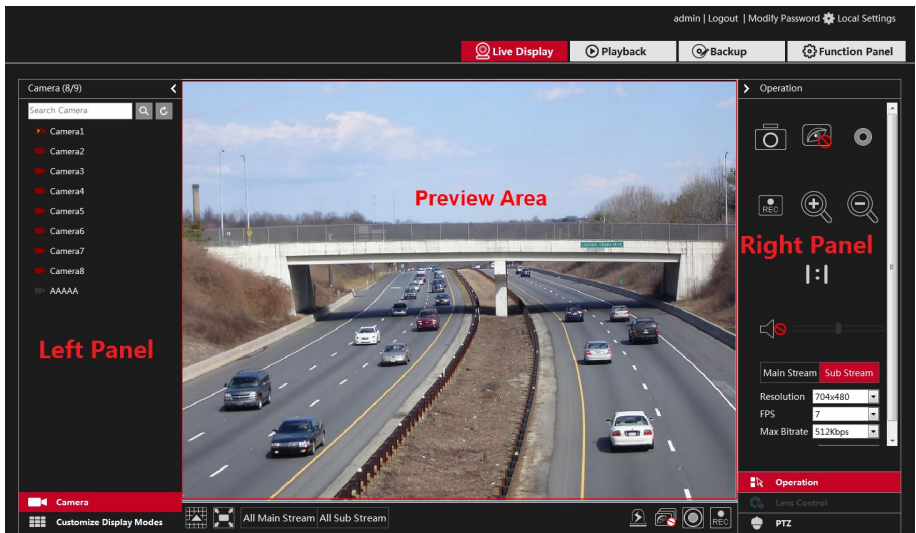 admin | Logout | Modify Password Local Settings
Live Display
Playback
Backup
Function Panel
Camera (8/9)
Search Camera
Camera1
Camera2
Camera3
Camera4
Camera5
Camera6
Camera7
Camera8
AAAAA
Left Panel
Camera
Customize Display Modes
Preview Area
All Main Stream All Sub Stream
REC
Operation
REC
Right Panel
1:1
Main Stream Sub Stream
Resolution 704x480
FPS 7
Max Bitrate 512Kbps
Operation
Lens Control
PTZ